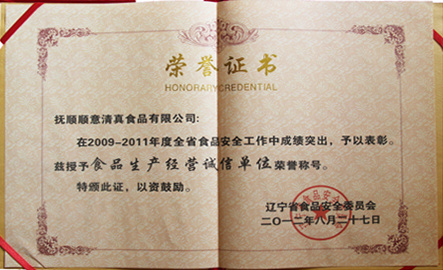 荣誉证书
HONORARY CREDENTIAL
抚顺顺意清真食品有限公司:
在2009-2011年度全省食品安全工作中成绩突出，予以表彰。
兹授予食品生产经营诚信单位荣誉称号。
特颁此证，以资鼓励。
辽宁省食品安全委员会
二〇一二年八月二十七日